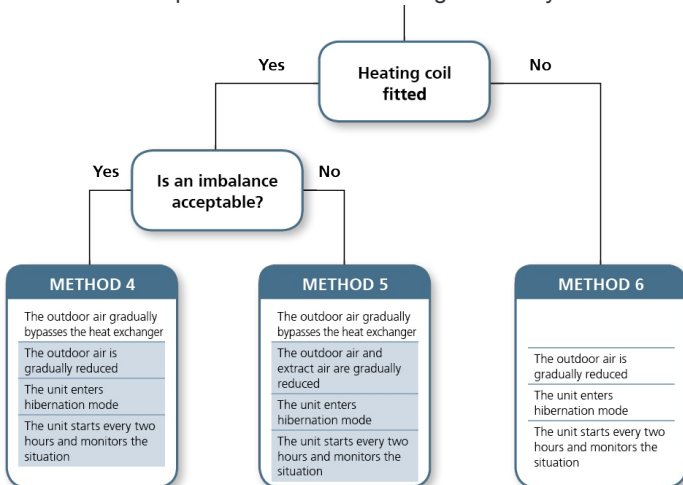 Yes
Heating coil
fitted
No
Yes
Is an imbalance
acceptable?
No
METHOD 4
The outdoor air gradually
bypasses the heat exchanger
The outdoor air is
gradually reduced
The unit enters
hibernation mode
The unit starts every two
hours and monitors the
situation
METHOD 5
The outdoor air gradually
bypasses the heat exchanger
The outdoor air and
extract air are gradually
reduced
The unit enters
hibernation mode
The unit starts every two
hours and monitors the
situation
METHOD 6
The outdoor air is
gradually reduced
The unit enters
hibernation mode
The unit starts every two
hours and monitors the
situation